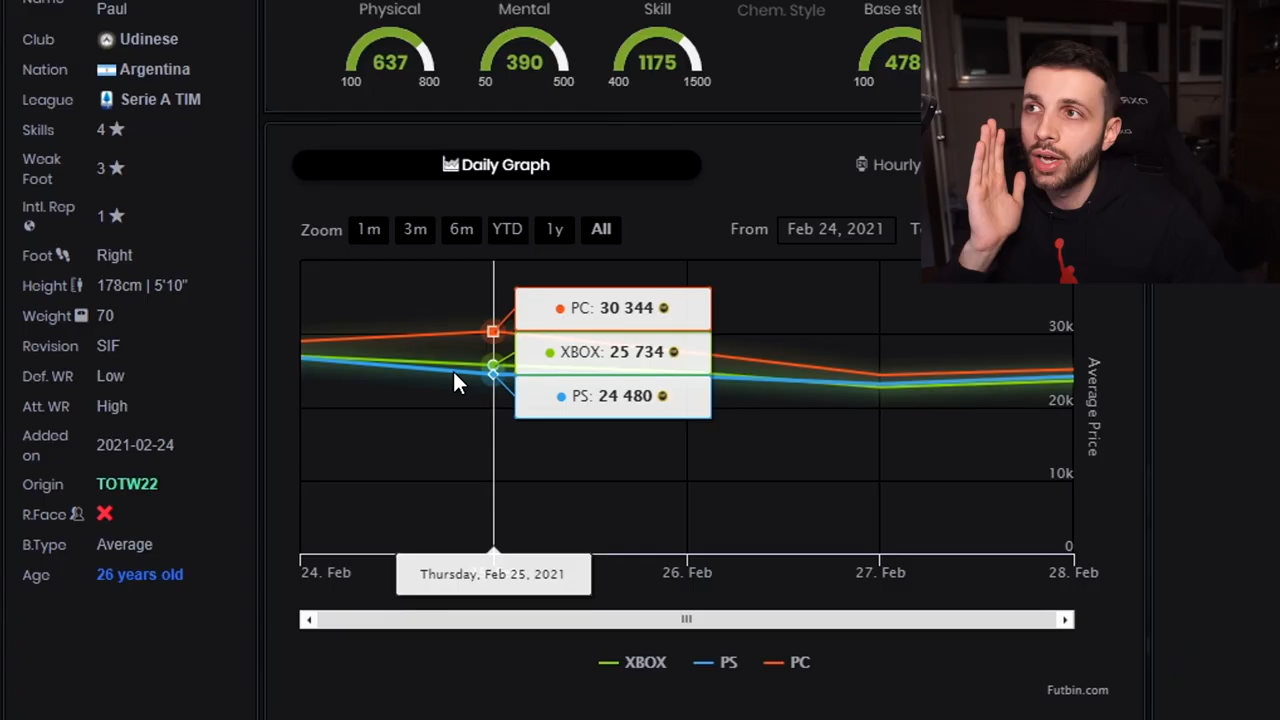 Name Paul
Club Udinese
Nation Argentina
League Serie A TIM
Skills 4
Weak Foot 3
Intl. Rep 1
Foot Right
Height 178cm | 5'10"
Weight 70
Revision SIF
Def. WR Low
Att. WR High
Added on 2021-02-24
Origin TOTW22
R.Face
B.Type Average
Age 26 years old
Physical Mental Skill Chem. Style Base
637 390 1175 478
100 800 50 500 400 1500 100
Daily Graph Hourly
Zoom 1m 3m 6m YTD 1y All From Feb 24, 2021
PC: 30 344
XBOX: 25 734
PS: 24 480
30k
20k
10k
0
Average Price
24. Feb 26. Feb 27. Feb 28. Feb
Thursday, Feb 25, 2021
XBOX PS PC
Futbin.com